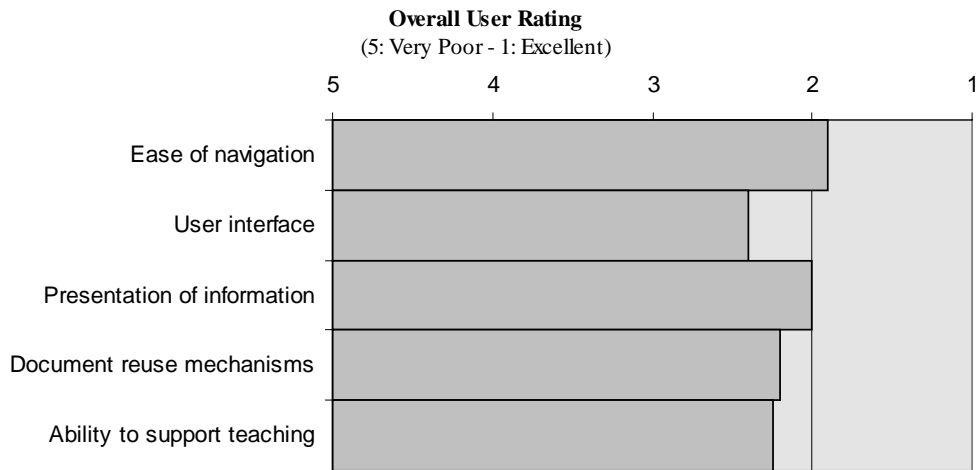 Overall User Rating
(5: Very Poor - 1: Excellent)
5 4 3 2 1
Ease of navigation
User interface
Presentation of information
Document reuse mechanisms
Ability to support teaching